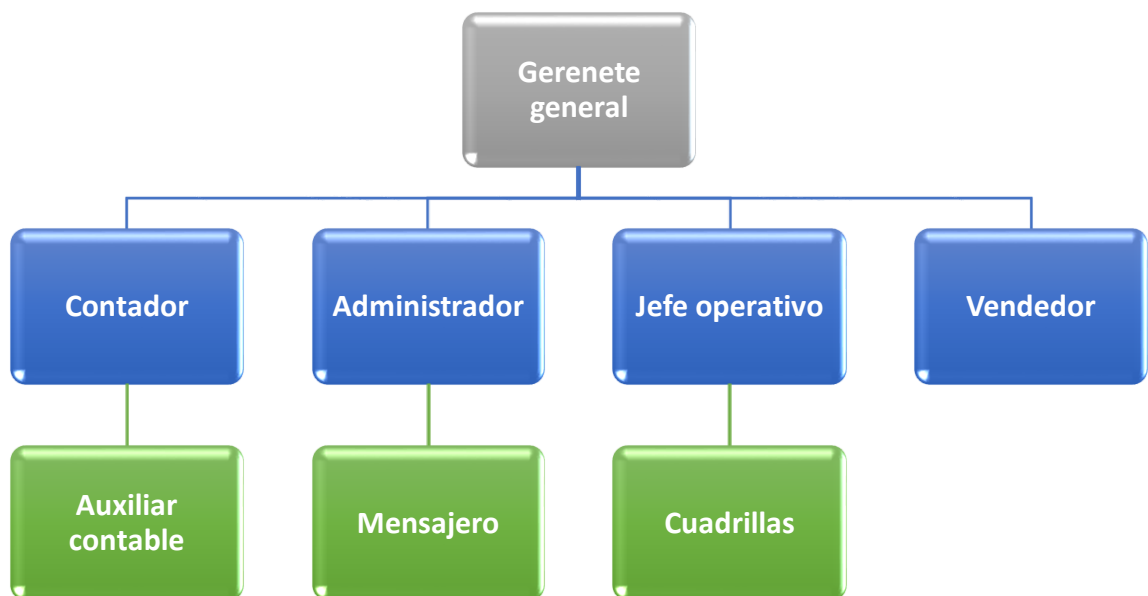 Gerenete
general
Contador
Administrador
Jefe operativo
Vendedor
Auxiliar
contable
Mensajero
Cuadrillas